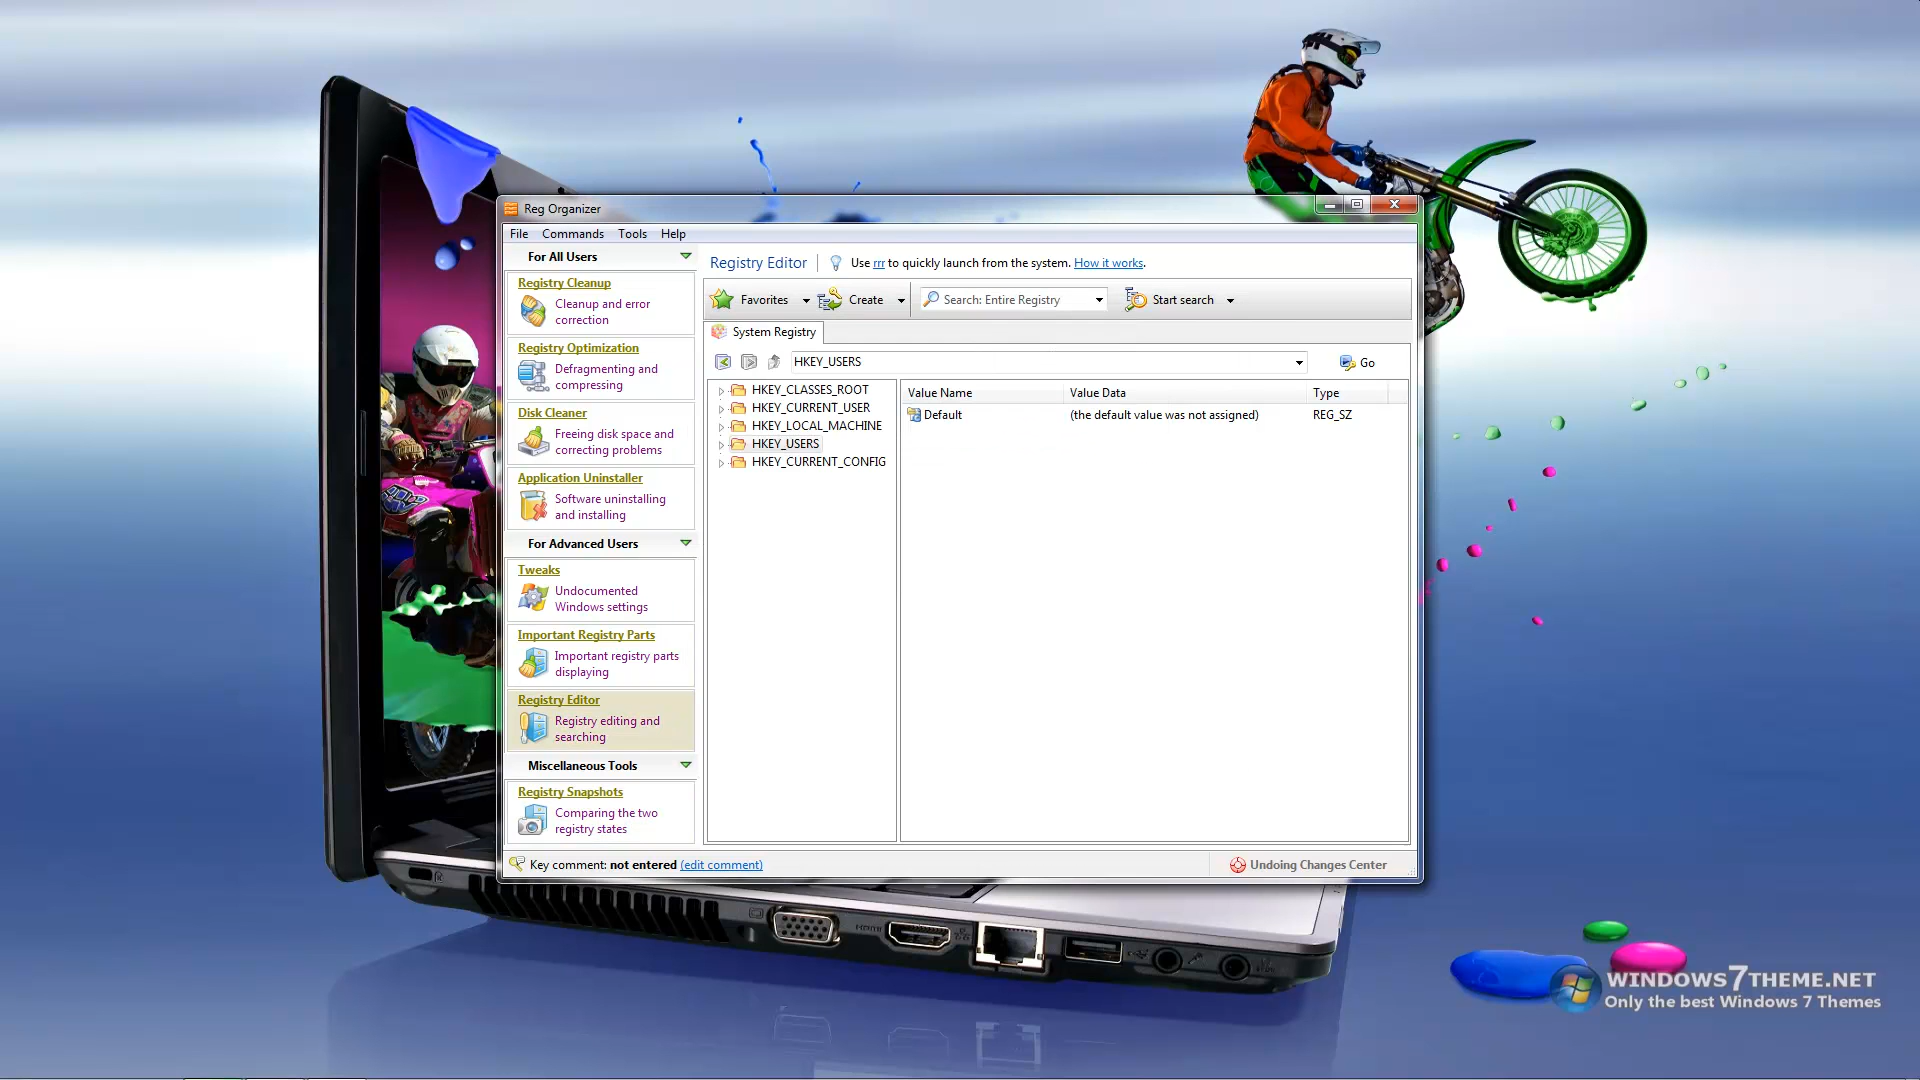 Reg Organizer
File Commands Tools Help
For All Users
Registry Cleanup
Cleanup and error
correction
Registry Optimization
Defragmenting and
compressing
Disk Cleaner
Freeing disk space and
correcting problems
Application Uninstaller
Software uninstalling
and installing
For Advanced Users
Tweaks
Undocumented
Windows settings
Important Registry Parts
Important registry parts
displaying
Registry Editor
Registry editing and
searching
Miscellaneous Tools
Registry Snapshots
Comparing the two
registry states
Registry Editor Use rrr to quickly launch from the system. How it works.
Favorites Create Search: Entire Registry Start search
System Registry
HKEY_USERS Go
HKEY_CLASSES_ROOT
HKEY_CURRENT_USER
HKEY_LOCAL_MACHINE
HKEY_USERS
HKEY_CURRENT_CONFIG
Value Name Value Data Type
Default (the default value was not assigned) REG_SZ
Key comment: not entered (edit comment) Undoing Changes Center
HDMI
WINDOWS7THEME.NET
Only the best Windows 7 Themes